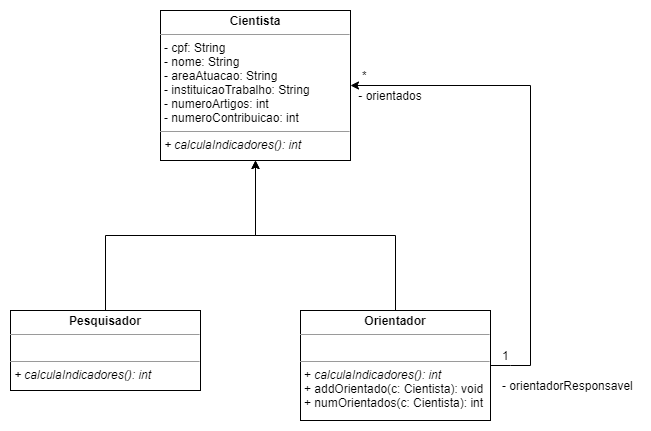 Cientista
- cpf: String
- nome: String
- areaAtuacao: String
- instituicaoTrabalho: String
- numeroArtigos: int
- numeroContribuicao: int
+ calculaIndicadores(): int
*
- orientados
Pesquisador
+ calculaIndicadores(): int
Orientador
+ calculaIndicadores(): int
+ addOrientado(c: Cientista): void
+ numOrientados(c: Cientista): int
1
- orientadorResponsavel